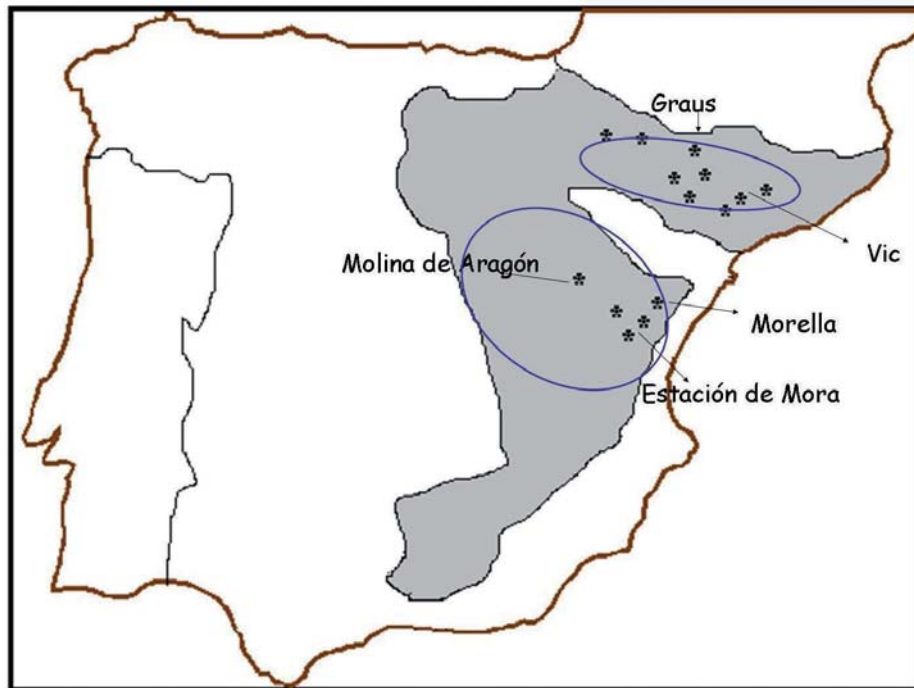 Graus
Vic
Molina de Aragón
Morella
Estación de Mora